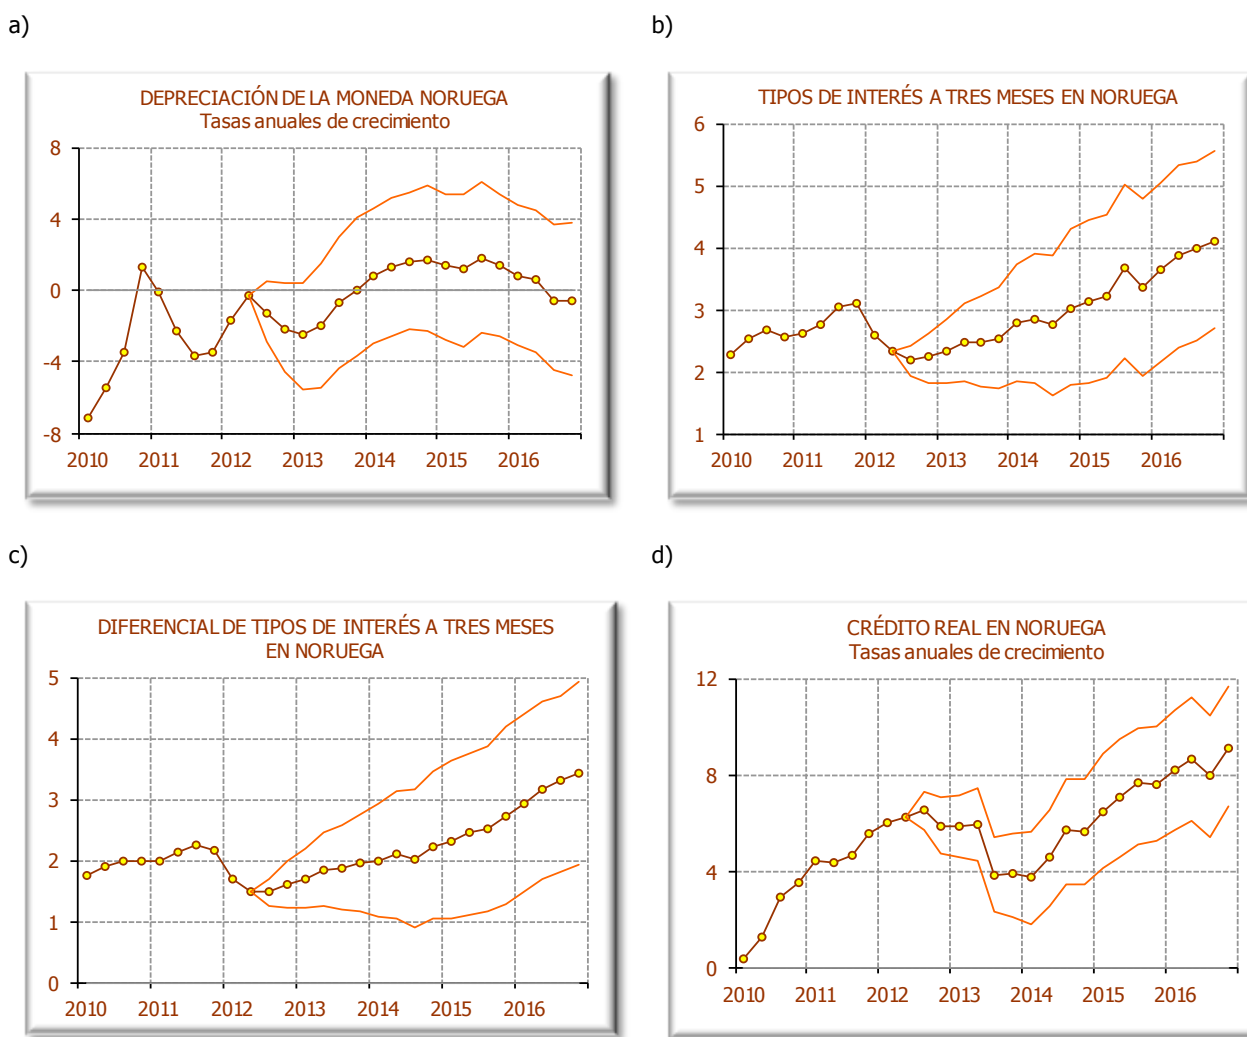 a)
b)
DEPRECIACIÓN DE LA MONEDA NORUEGA
Tasas anuales de crecimiento
8
4
0
-4
-8
2010 2011 2012 2013 2014 2015 2016
TIPOS DE INTERÉS A TRES MESES EN NORUEGA
6
5
4
3
2
1
2010 2011 2012 2013 2014 2015 2016
c)
d)
DIFERENCIAL DE TIPOS DE INTERÉS A TRES MESES
EN NORUEGA
5
4
3
2
1
0
2010 2011 2012 2013 2014 2015 2016
CRÉDITO REAL EN NORUEGA
Tasas anuales de crecimiento
12
8
4
0
2010 2011 2012 2013 2014 2015 2016